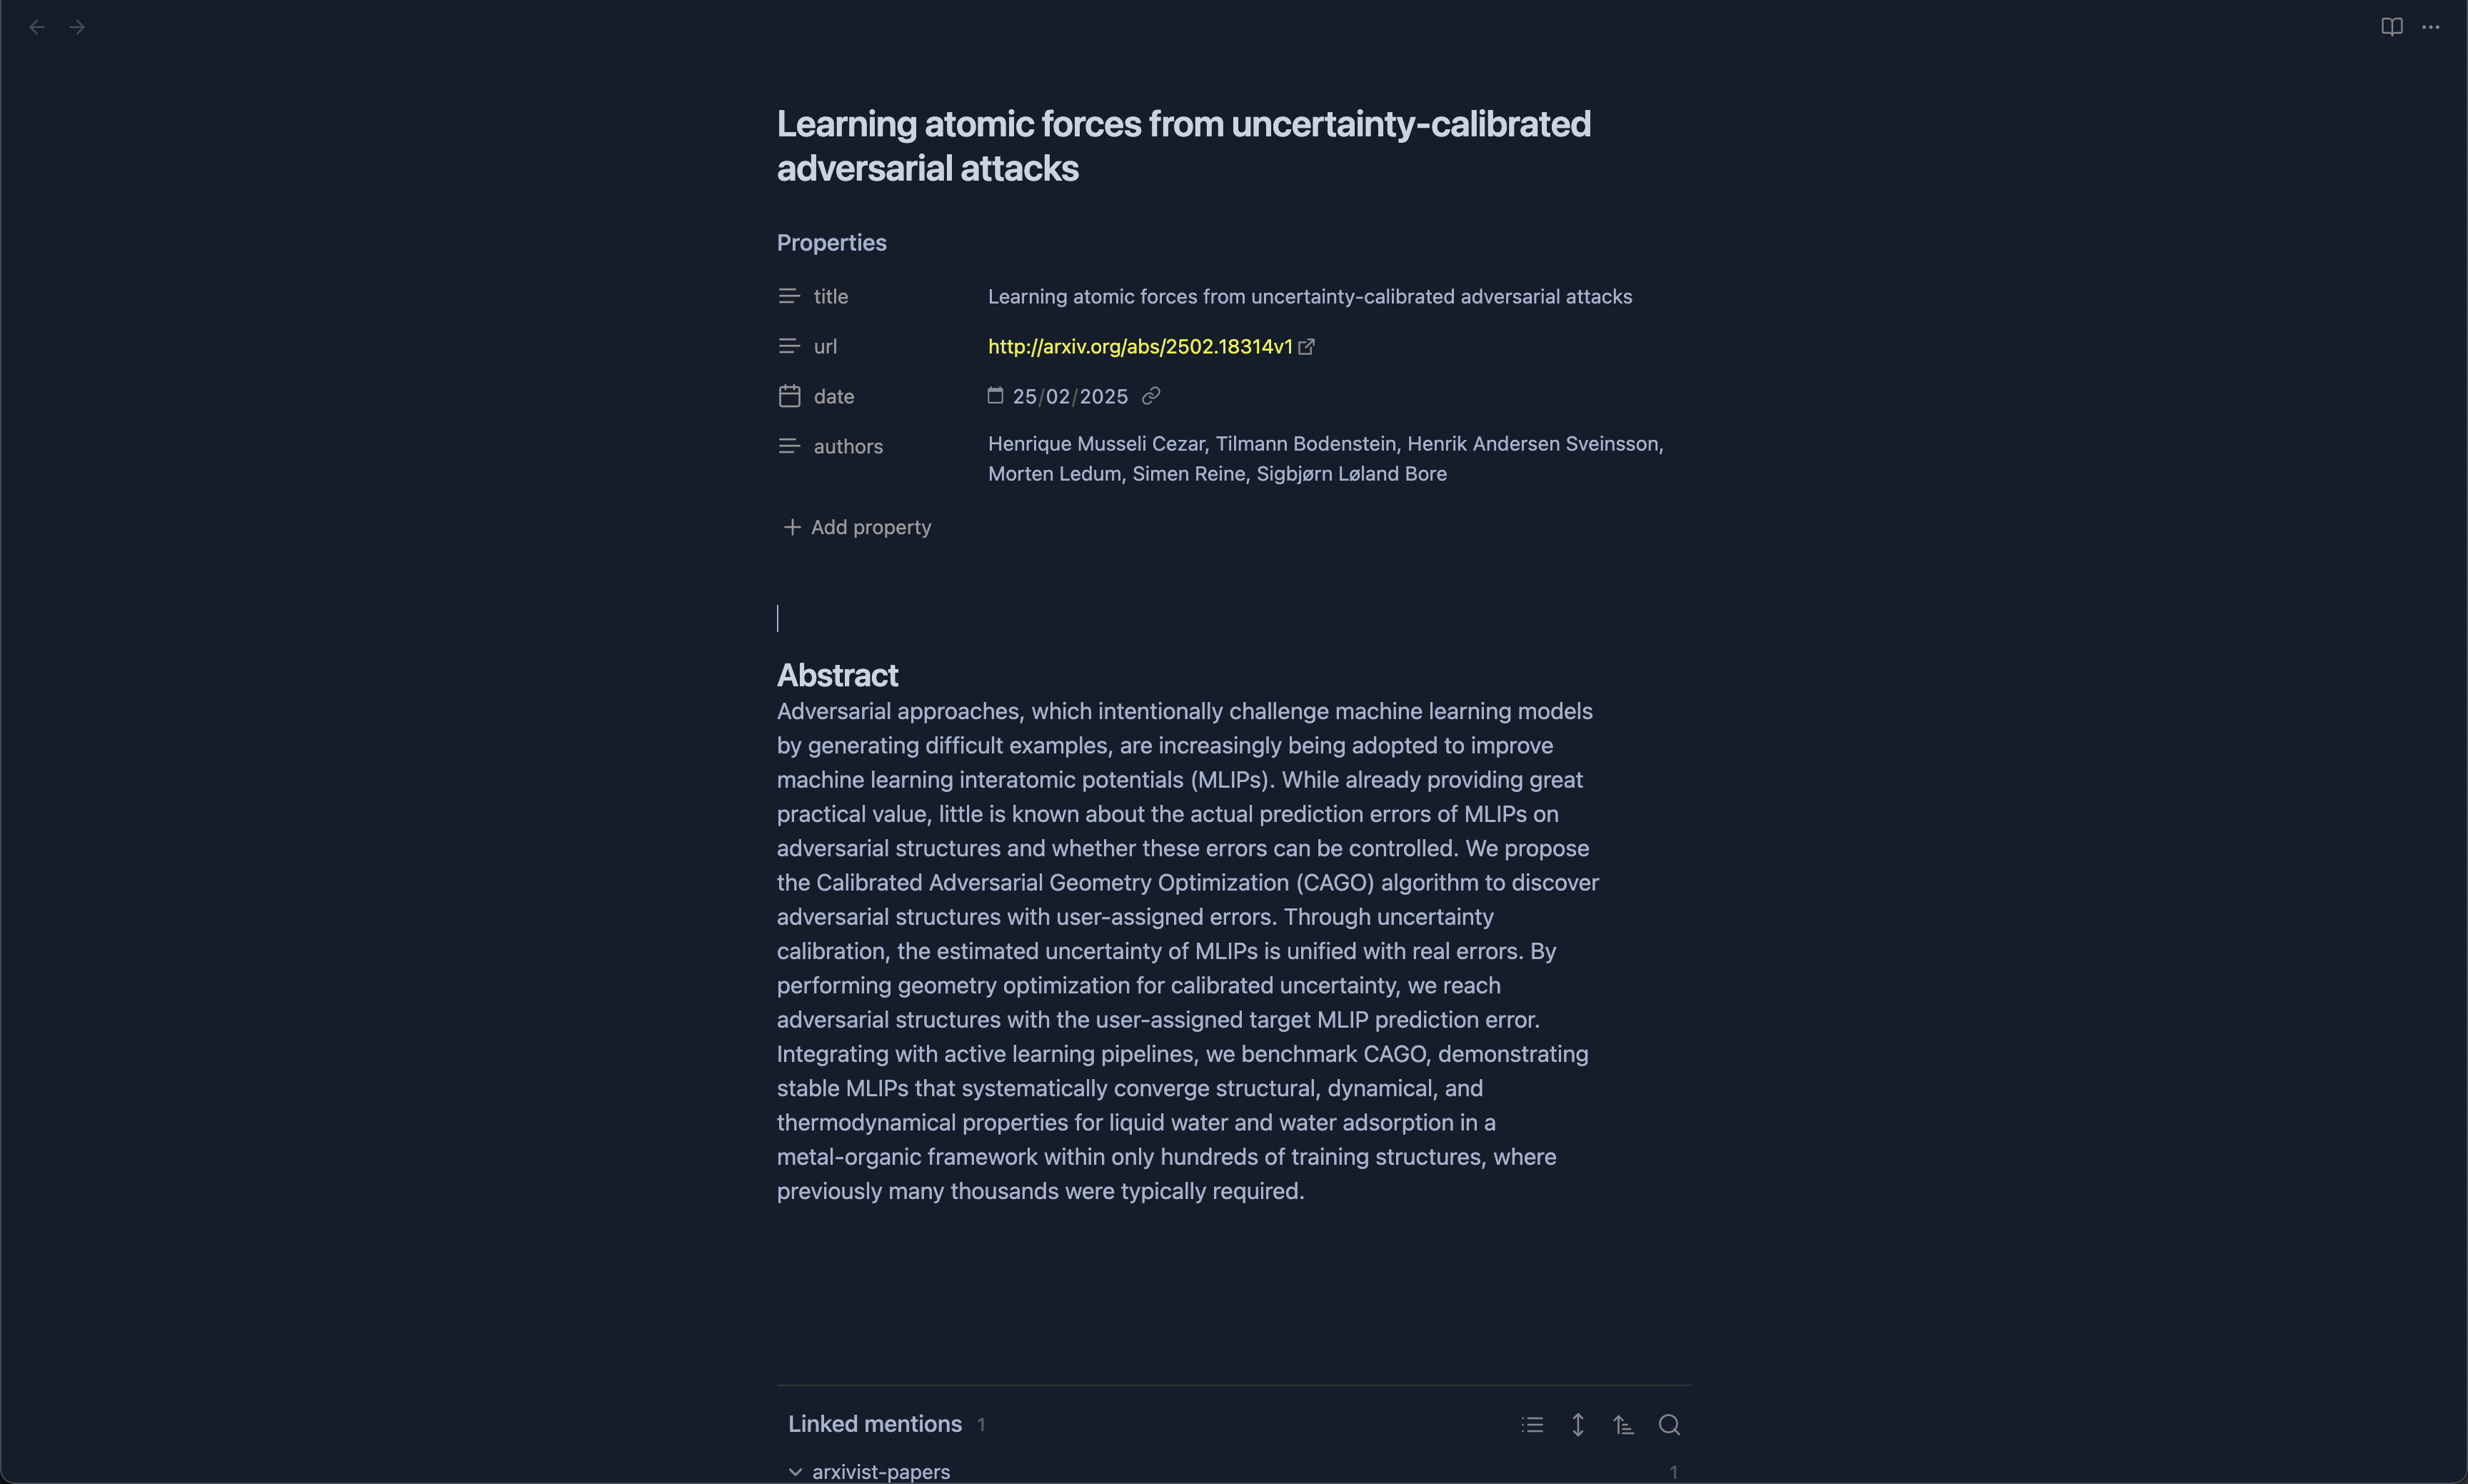 Learning atomic forces from uncertainty-calibrated
adversarial attacks
Properties
title
Learning atomic forces from uncertainty-calibrated adversarial attacks
url
http://arxiv.org/abs/2502.18314v1
date
25/02/2025
authors
Henrique Musseli Cezar, Tilmann Bodenstein, Henrik Andersen Sveinsson,
Morten Ledum, Simen Reine, Sigbjørn Løland Bore
Add property
Abstract
Adversarial approaches, which intentionally challenge machine learning models
by generating difficult examples, are increasingly being adopted to improve
machine learning interatomic potentials (MLIPs). While already providing great
practical value, little is known about the actual prediction errors of MLIPs on
adversarial structures and whether these errors can be controlled. We propose
the Calibrated Adversarial Geometry Optimization (CAGO) algorithm to discover
adversarial structures with user-assigned errors. Through uncertainty
calibration, the estimated uncertainty of MLIPs is unified with real errors. By
performing geometry optimization for calibrated uncertainty, we reach
adversarial structures with the user-assigned target MLIP prediction error.
Integrating with active learning pipelines, we benchmark CAGO, demonstrating
stable MLIPs that systematically converge structural, dynamical, and
thermodynamical properties for liquid water and water adsorption in a
metal-organic framework within only hundreds of training structures, where
previously many thousands were typically required.
Linked mentions 1
arxivist-papers 1